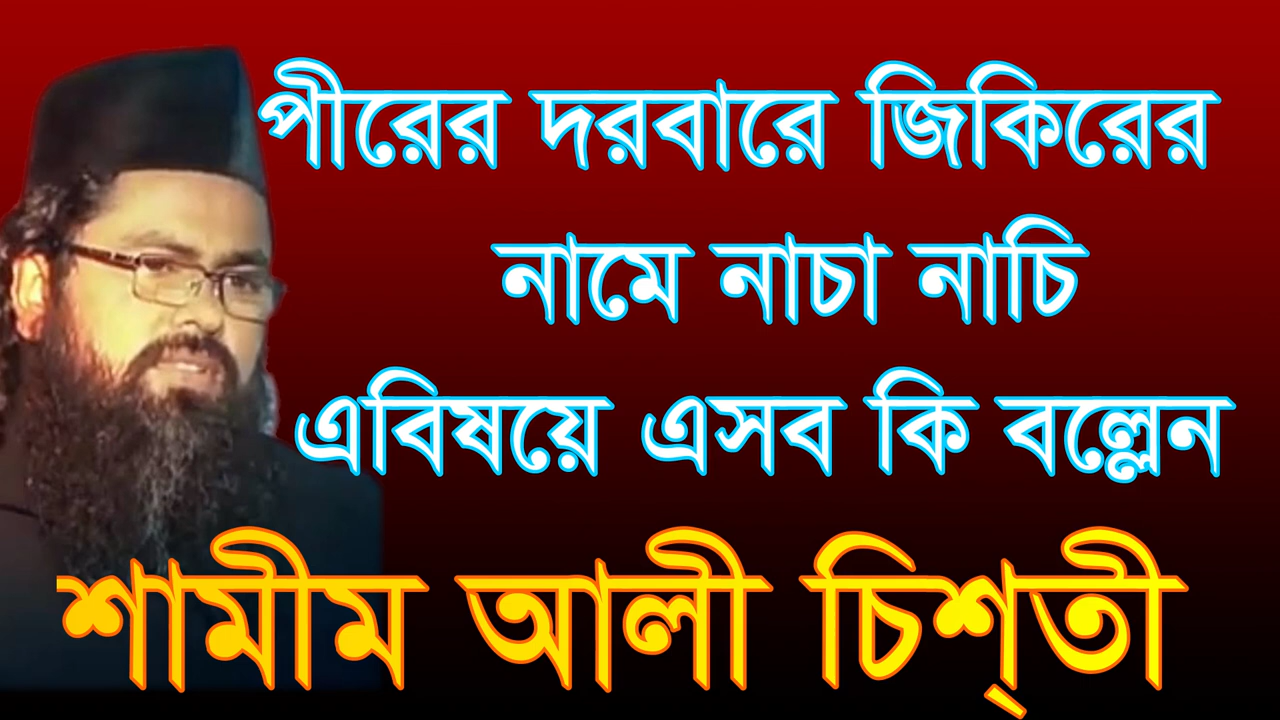 পীরের দরবারে জিকিরের
নামে নাচা নাচি
এবিষয়ে এসব কি বল্লেন
শামীম আলী চিশ্‌তী